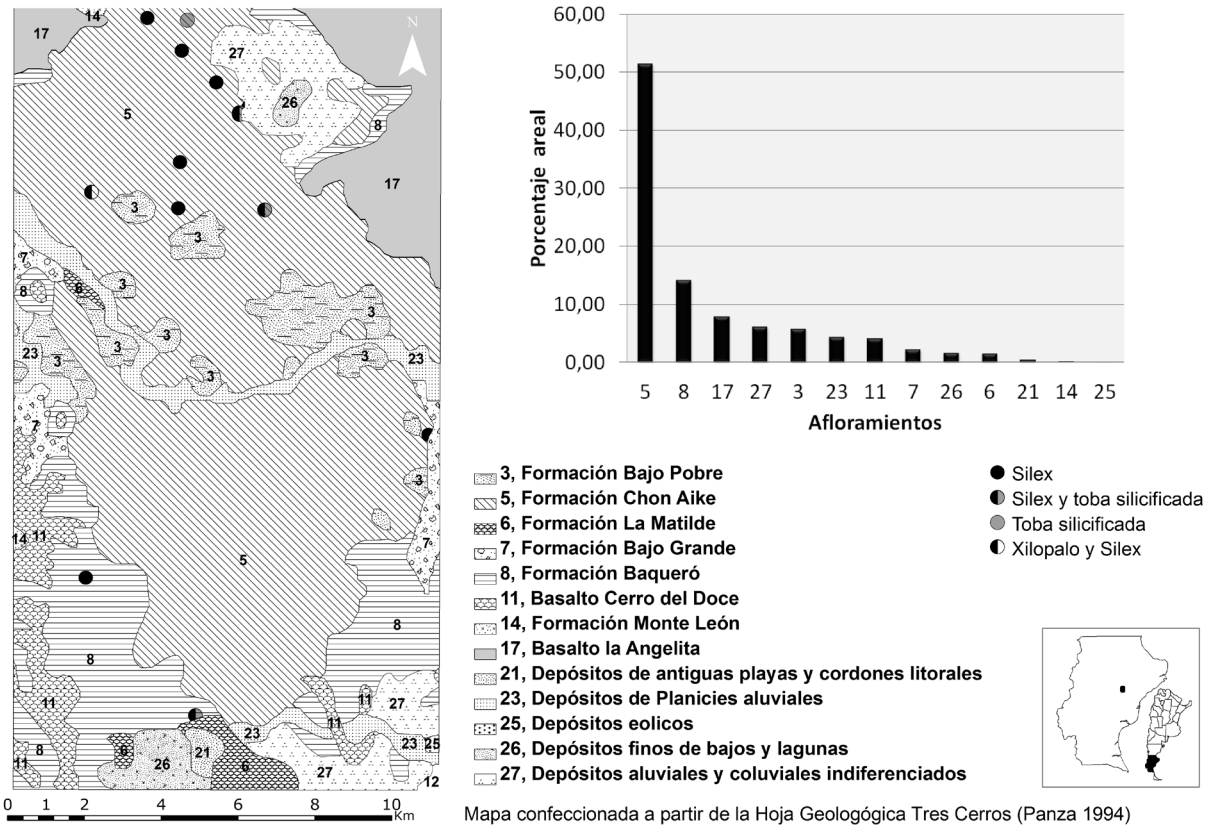 14
17
N
27
26
5
8
17
3
3
7
6
3
8
3
3
3
23
3
3
3
23
7
3
14
11
7
5
8
8
11
11
27
23
11
8
6
21
23
25
11
26
6
27
12
0 2 4 6 8 10
Km
60,00
50,00
40,00
30,00
20,00
10,00
0,00
Porcentaje areal
5 8 17 27 3 23 11 7 26 6 21 14 25
Afloramientos
3, Formación Bajo Pobre
5, Formación Chon Aike
6, Formación La Matilde
7, Formación Bajo Grande
8, Formación Baqueró
11, Basalto Cerro del Doce
14, Formación Monte León
17, Basalto la Angelita
21, Depósitos de antiguas playas y cordones litorales
23, Depósitos de Planicies aluviales
25, Depósitos eolicos
26, Depósitos finos de bajos y lagunas
27, Depósitos aluviales y coluviales indiferenciados
Silex
Silex y toba silicificada
Toba silicificada
Xilopalo y Silex
Mapa confeccionada a partir de la Hoja Geologógica Tres Cerros (Panza 1994)